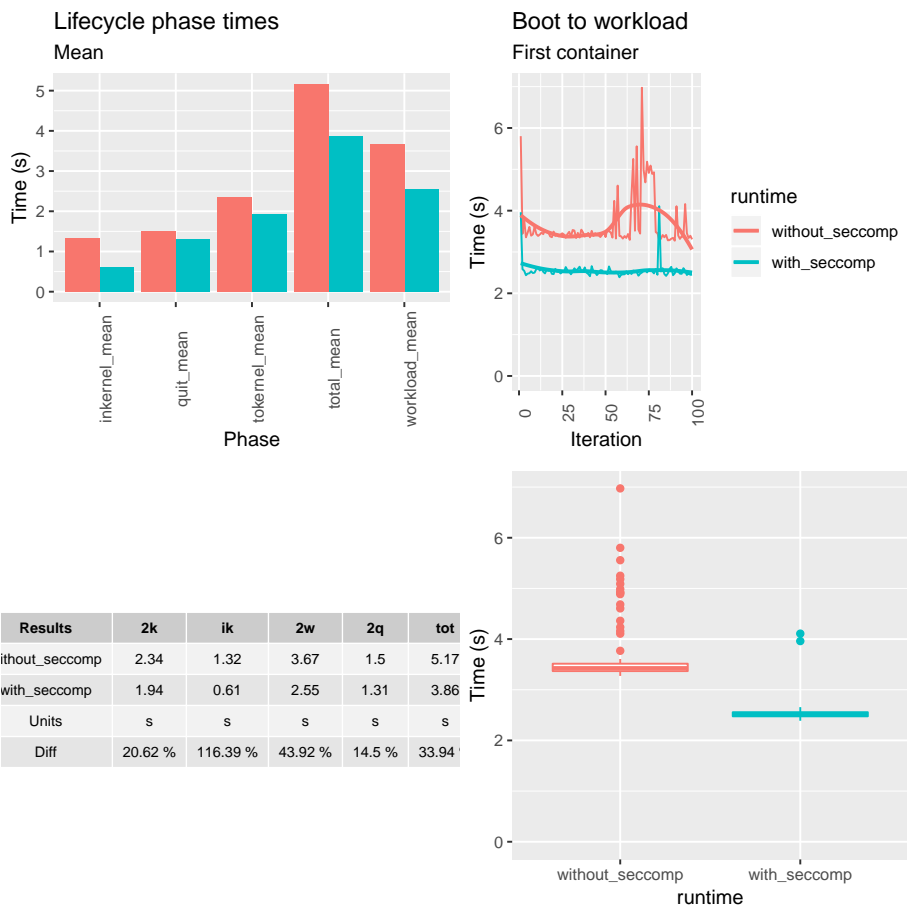 Lifecycle phase times
Mean
Time (s)
5
4
3
2
1
0
inkernel_mean
quit_mean
tokernel_mean
total_mean
workload_mean
Phase
Boot to workload
First container
Time (s)
6
4
2
0
0
25
50
75
100
Iteration
runtime
without_seccomp
with_seccomp
Results 2k ik 2w 2q tot
ithout_seccomp 2.34 1.32 3.67 1.5 5.17
with_seccomp 1.94 0.61 2.55 1.31 3.86
Units s s s s s
Diff 20.62 % 116.39 % 43.92 % 14.5 % 33.94
Time (s)
6
4
2
0
without_seccomp
with_seccomp
runtime